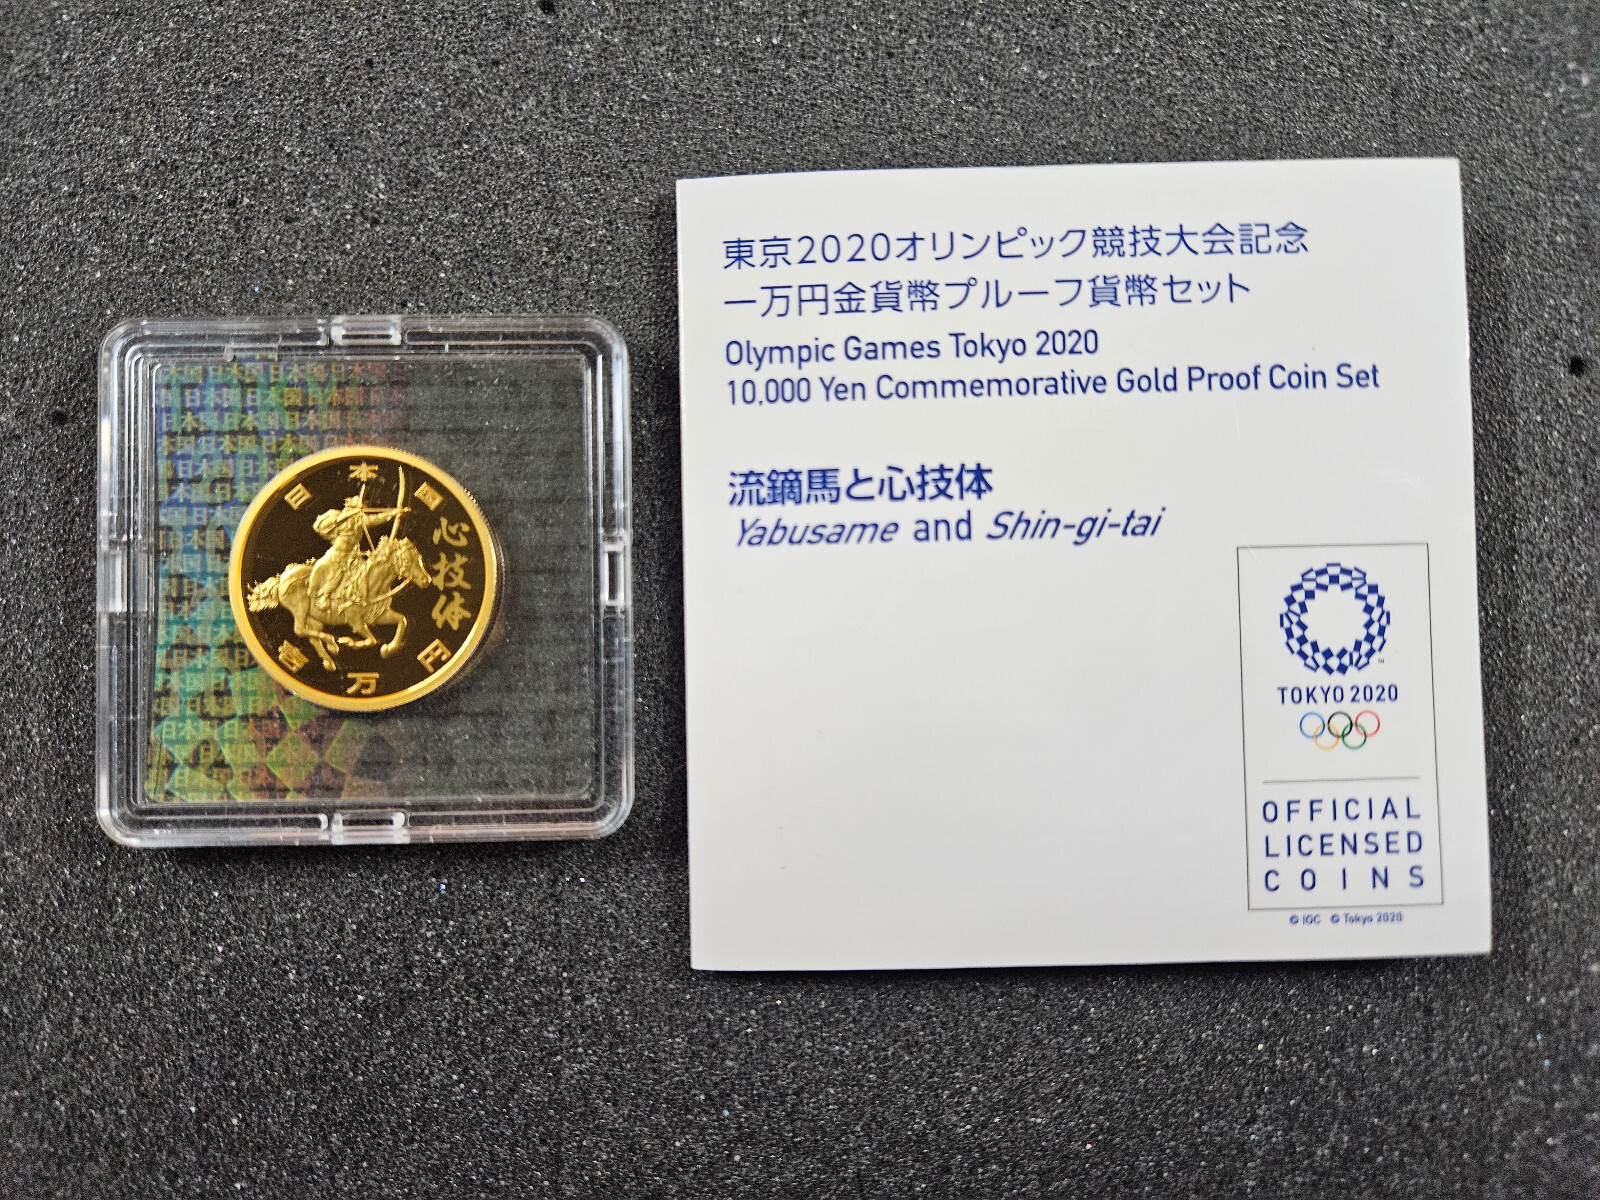 日本国
心技体
壱万円
東京2020オリンピック競技大会記念
一万円金貨幣プルーフ貨幣セット
Olympic Games Tokyo 2020
10,000 Yen Commemorative Gold Proof Coin Set
流鏑馬と心技体
Yabusame and Shin-gi-tai
TM
TOKYO 2020
OFFICIAL
LICENSED
COINS
© IOC © Tokyo 2020